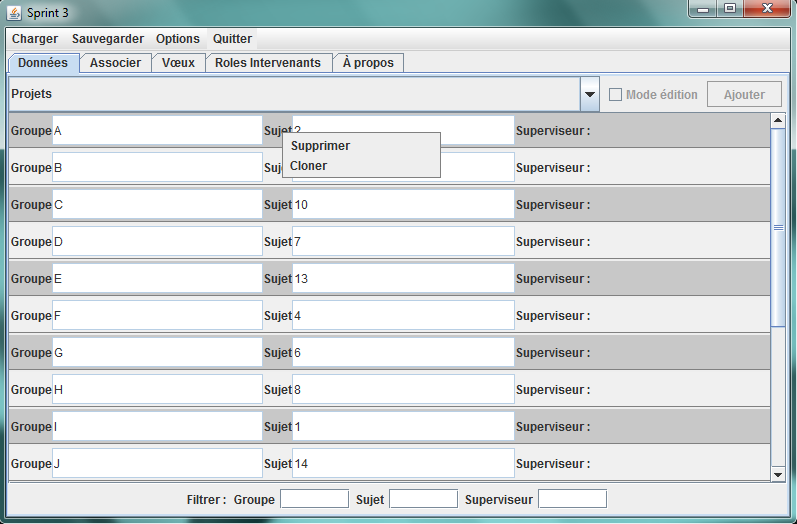 Sprint 3
Charger Sauvegarder Options Quitter
Données Associer Vœux Roles Intervenants À propos
Projets Mode édition Ajouter
Groupe A Sujet 2 Superviseur :
Supprimer
Groupe B Suj Superviseur :
Cloner
Groupe C Sujet 10 Superviseur :
Groupe D Sujet 7 Superviseur :
Groupe E Sujet 13 Superviseur :
Groupe F Sujet 4 Superviseur :
Groupe G Sujet 6 Superviseur :
Groupe H Sujet 8 Superviseur :
Groupe I Sujet 1 Superviseur :
Groupe J Sujet 14 Superviseur :
Filtrer : Groupe Sujet Superviseur